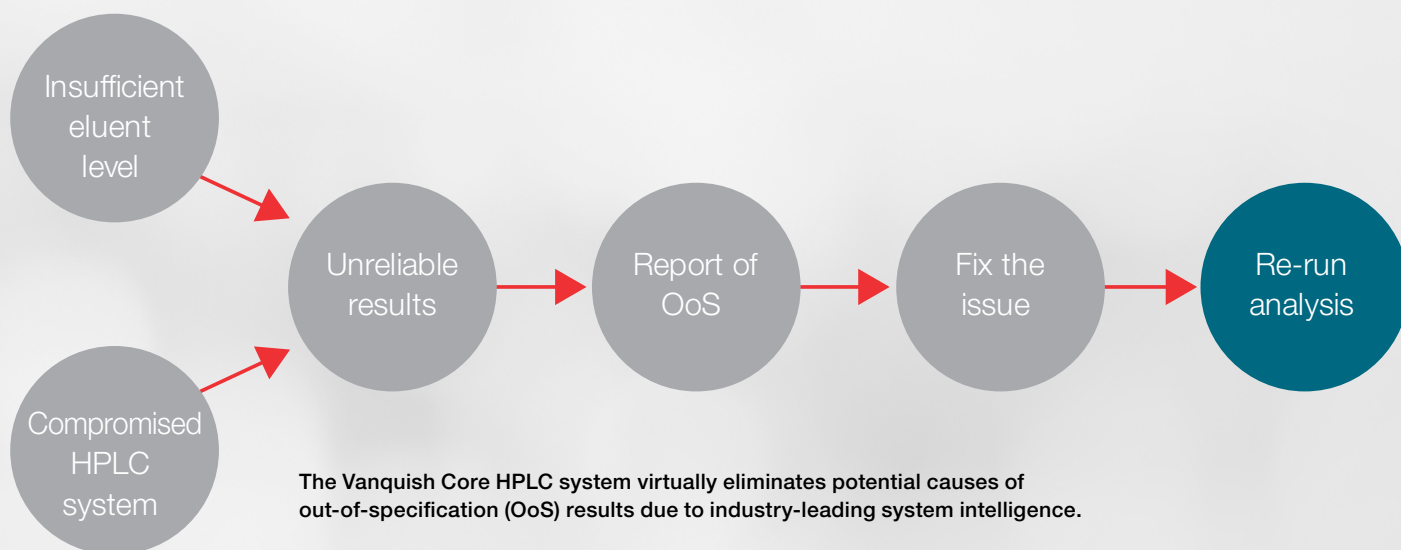 Insufficient
eluent
level
Compromised
HPLC
system
Unreliable
results
Report of
OoS
Fix the
issue
Re-run
analysis
The Vanquish Core HPLC system virtually eliminates potential causes of
out-of-specification (OoS) results due to industry-leading system intelligence.